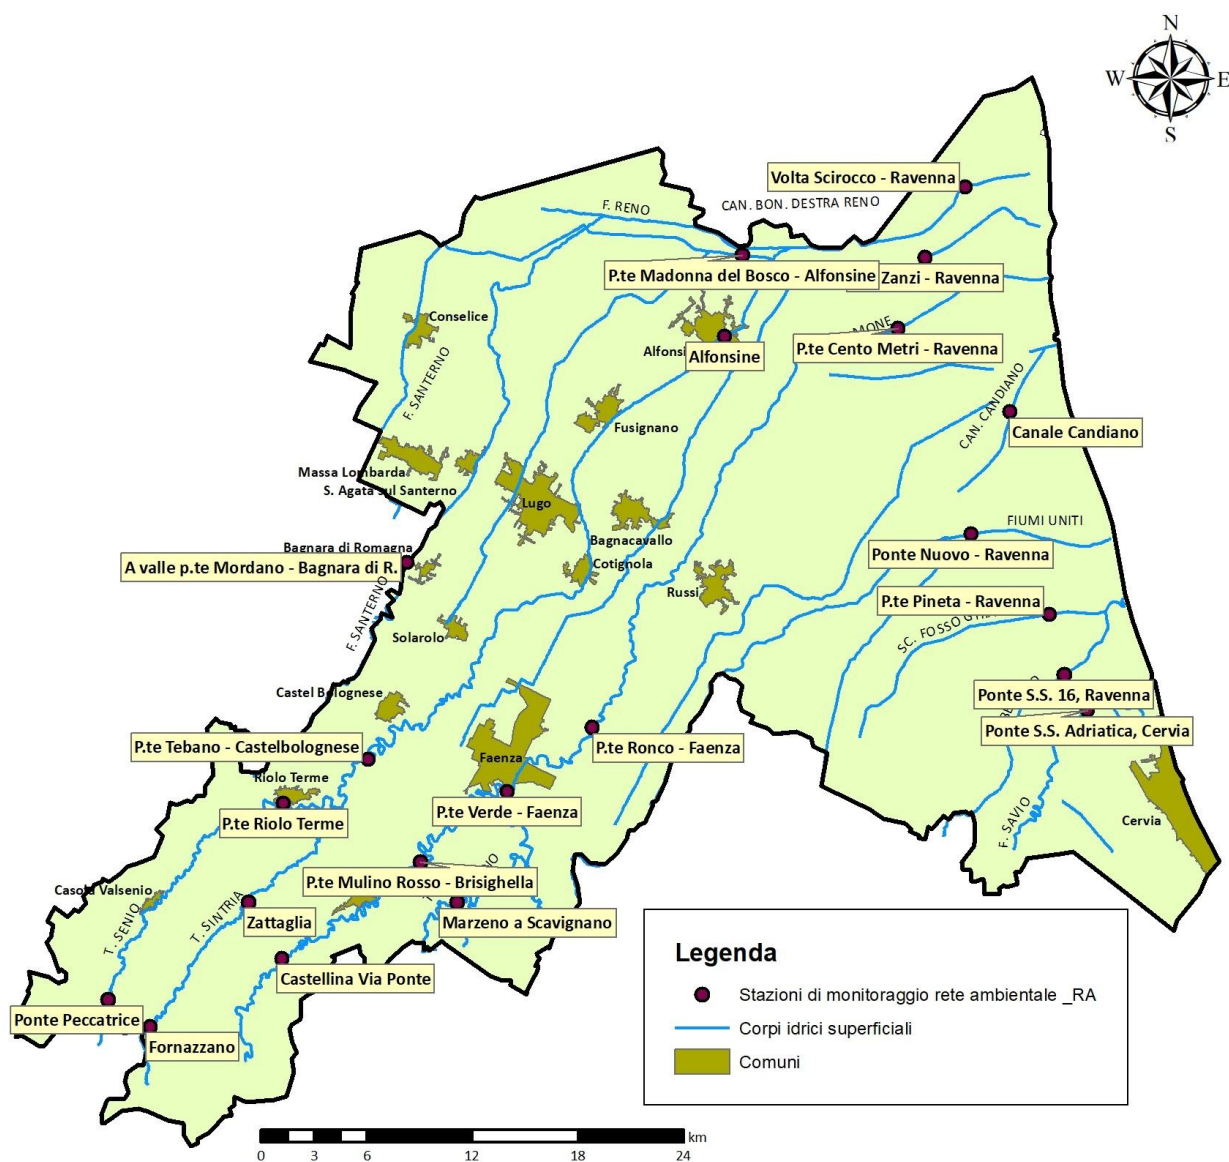 N
W E
S
Volta Scirocco - Ravenna
F. RENO
CAN. BON. DESTRA RENO
P.te Madonna del Bosco - Alfonsine
Zanzi - Ravenna
Conselice
MONE
Alfonsi
Alfonsine
P.te Cento Metri - Ravenna
F. SANTERNO
CAN. CANDIANO
Fusignano
Canale Candiano
Massa Lombarda
S. Agata sul Santerno
Lugo
FIUMI UNITI
Bagnara di Romagna
Bagnacavallo
Ponte Nuovo - Ravenna
A valle p.te Mordano - Bagnara di R.
Cotignola
Russi
P.te Pineta - Ravenna
F. SANTERNO
SC. FOSSO
Solarolo
Castel Bolognese
Ponte S.S. 16, Ravenna
Ponte S.S. Adriatica, Cervia
P.te Tebano - Castelbolognese
P.te Ronco - Faenza
Faenza
Riolo Terme
P.te Riolo Terme
P.te Verde - Faenza
F. SAVIO
Cervia
P.te Mulino Rosso - Brisighella
Casola Valsenio
T. SENIO
T. SINTRIA
Zattaglia
Marzeno a Scavignano
Castellina Via Ponte
Ponte Peccatrice
Fornazzano
Legenda
Stazioni di monitoraggio rete ambientale _RA
Corpi idrici superficiali
Comuni
km
0 3 6 12 18 24